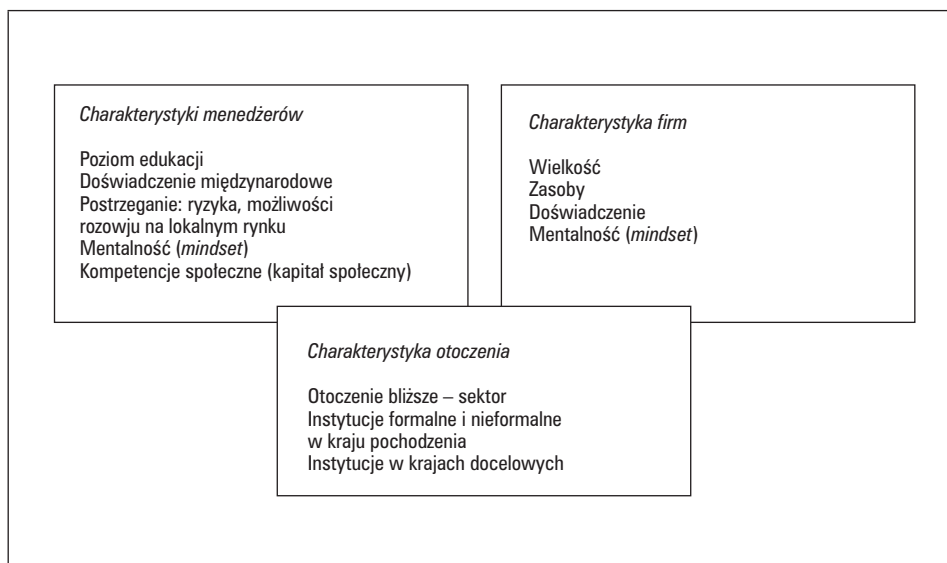 Charakterystyki menedżerów
Poziom edukacji
Doświadczenie międzynarodowe
Postrzeganie: ryzyka, możliwości
rozowju na lokalnym rynku
Mentalność (mindset)
Kompetencje społeczne (kapitał społeczny)
Charakterystyka firm
Wielkość
Zasoby
Doświadczenie
Mentalność (mindset)
Charakterystyka otoczenia
Otoczenie bliższe – sektor
Instytucje formalne i nieformalne
w kraju pochodzenia
Instytucje w krajach docelowych